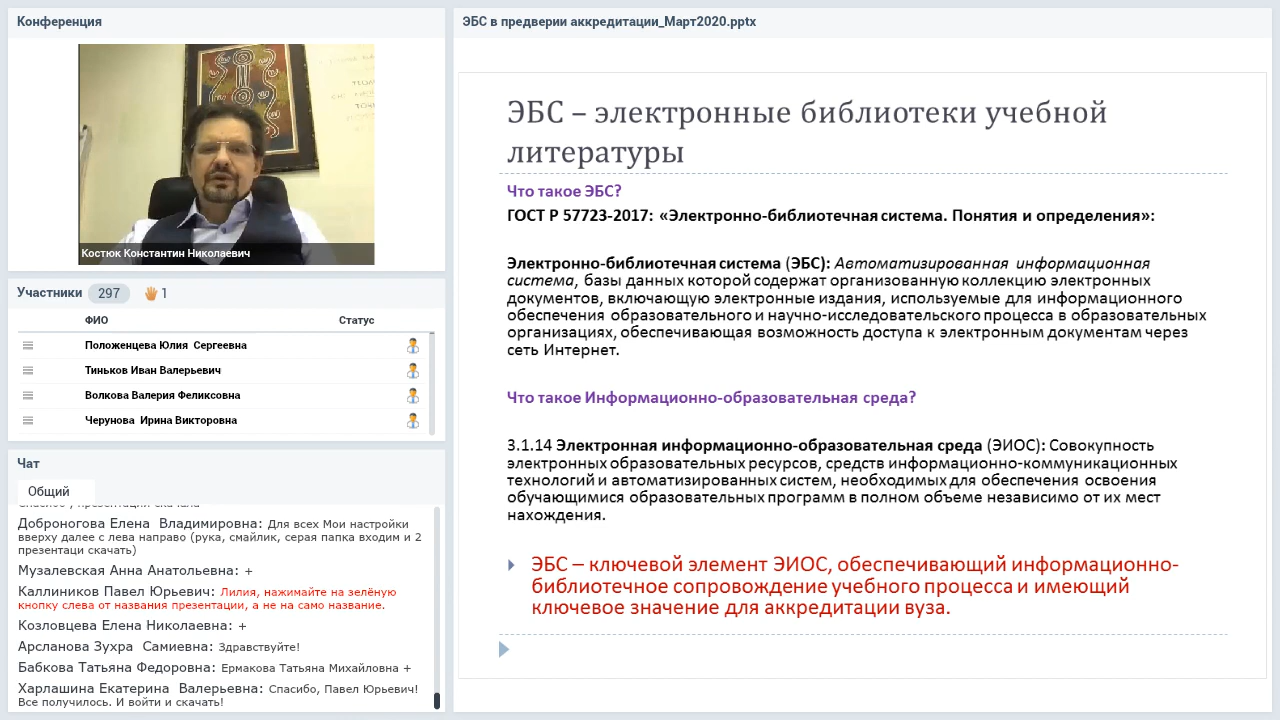 Конференция
Костюк Константин Николаевич
Участники 297 1
ФИО Статус
Положенцева Юлия Сергеевна
Тиньков Иван Валерьевич
Волкова Валерия Феликсовна
Черунова Ирина Викторовна
Чат
Общий
Доброногова Елена Владимировна: Для всех Мои настройки
вверху далее с лева направо (рука, смайлик, серая папка входим и 2
презентаци скачать)
Музалевская Анна Анатольевна: +
Каллиников Павел Юрьевич: Лилия, нажимайте на зелёную
кнопку слева от названия презентации, а не на само название.
Козловцева Елена Николаевна: +
Арсланова Зухра Самиевна: Здравствуйте!
Бабкова Татьяна Федоровна: Ермакова Татьяна Михайловна +
Харлашина Екатерина Валерьевна: Спасибо, Павел Юрьевич!
Все получилось. И войти и скачать!
ЭБС в предверии аккредитации_Март2020.pptx
ЭБС – электронные библиотеки учебной
литературы
Что такое ЭБС?
ГОСТ Р 57723-2017: «Электронно-библиотечная система. Понятия и определения»:
Электронно-библиотечная система (ЭБС): Автоматизированная информационная
система, базы данных которой содержат организованную коллекцию электронных
документов, включающую электронные издания, используемые для информационного
обеспечения образовательного и научно-исследовательского процесса в образовательных
организациях, обеспечивающая возможность доступа к электронным документам через
сеть Интернет.
Что такое Информационно-образовательная среда?
3.1.14 Электронная информационно-образовательная среда (ЭИОС): Совокупность
электронных образовательных ресурсов, средств информационно-коммуникационных
технологий и автоматизированных систем, необходимых для обеспечения освоения
обучающимися образовательных программ в полном объеме независимо от их мест
нахождения.
ЭБС – ключевой элемент ЭИОС, обеспечивающий информационно-
библиотечное сопровождение учебного процесса и имеющий
ключевое значение для аккредитации вуза.